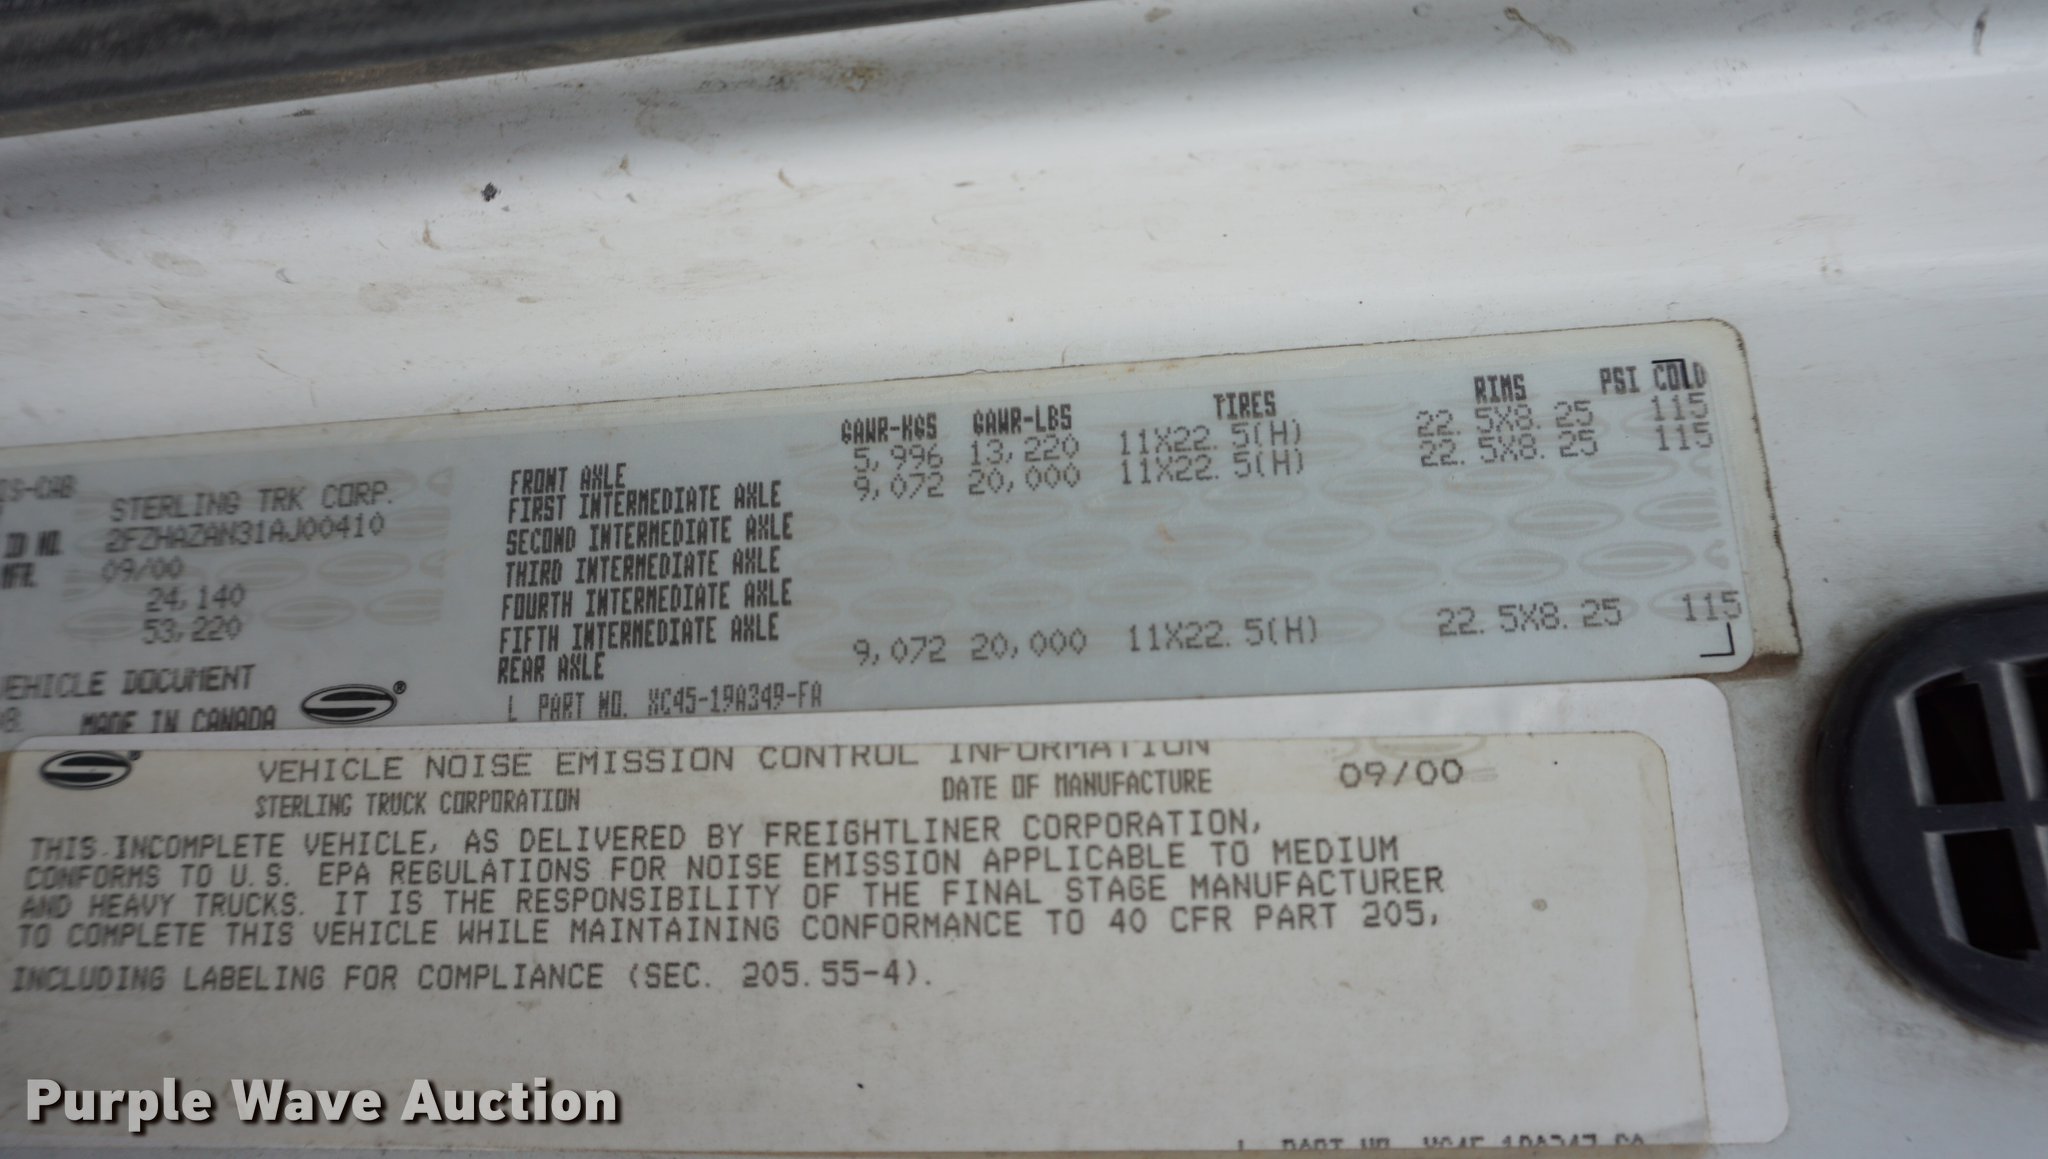 IS-CAB
STERLING TRK CORP.
ID NO. 2FZHAZAN31AJ00410
MFR. 09/00
24,140
53,220
VEHICLE DOCUMENT
MADE IN CANADA ®
GAWR-KGS GAWR-LBS TIRES RIMS PSI COLD
FRONT AXLE 5,996 13,220 11X22.5(H) 22.5X8.25 115
FIRST INTERMEDIATE AXLE 9,072 20,000 11X22.5(H) 22.5X8.25 115
SECOND INTERMEDIATE AXLE
THIRD INTERMEDIATE AXLE
FOURTH INTERMEDIATE AXLE
FIFTH INTERMEDIATE AXLE
REAR AXLE 9,072 20,000 11X22.5(H) 22.5X8.25 115
L PART NO. XC45-19A349-FA
VEHICLE NOISE EMISSION CONTROL INFORMATION
STERLING TRUCK CORPORATION DATE OF MANUFACTURE 09/00
THIS INCOMPLETE VEHICLE, AS DELIVERED BY FREIGHTLINER CORPORATION,
CONFORMS TO U.S. EPA REGULATIONS FOR NOISE EMISSION APPLICABLE TO MEDIUM
AND HEAVY TRUCKS. IT IS THE RESPONSIBILITY OF THE FINAL STAGE MANUFACTURER
TO COMPLETE THIS VEHICLE WHILE MAINTAINING CONFORMANCE TO 40 CFR PART 205,
INCLUDING LABELING FOR COMPLIANCE (SEC. 205.55-4).
L PART NO.
Purple Wave Auction